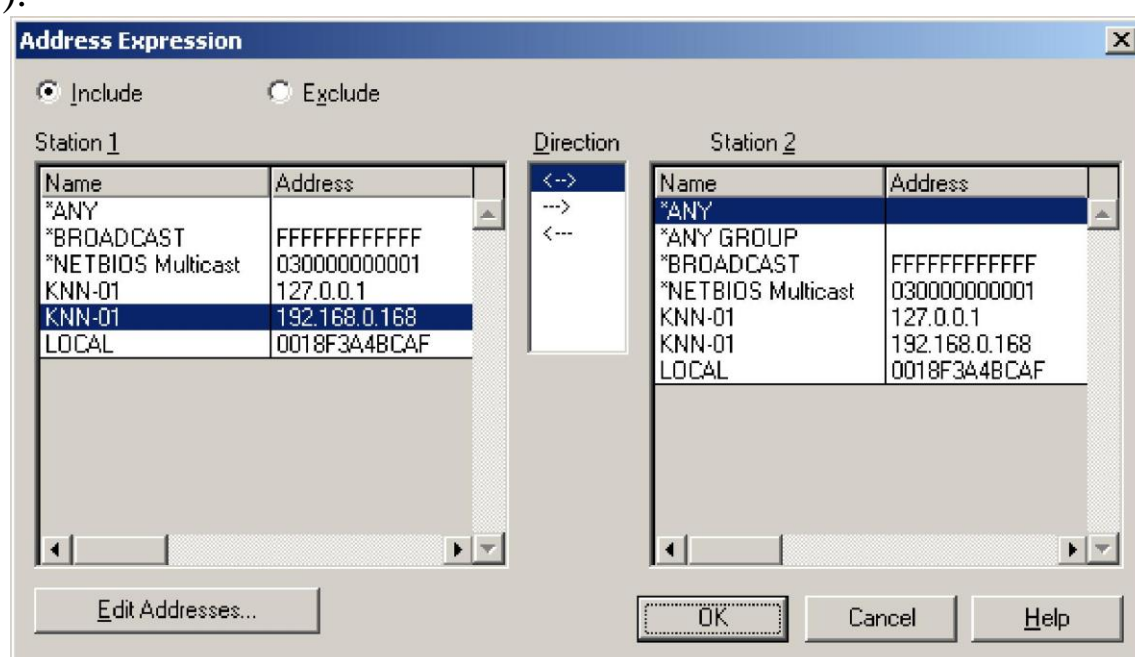 ).
Address Expression
Include Exclude
Station 1 Direction Station 2
Name Address <--> Name Address
*ANY ---> *ANY
*BROADCAST FFFFFFFFFFFF <--- *ANY GROUP
*NETBIOS Multicast 030000000001 *BROADCAST FFFFFFFFFFFF
KNN-01 127.0.0.1 *NETBIOS Multicast 030000000001
KNN-01 192.168.0.168 KNN-01 127.0.0.1
LOCAL 0018F3A4BCAF KNN-01 192.168.0.168
LOCAL 0018F3A4BCAF
Edit Addresses... OK Cancel Help